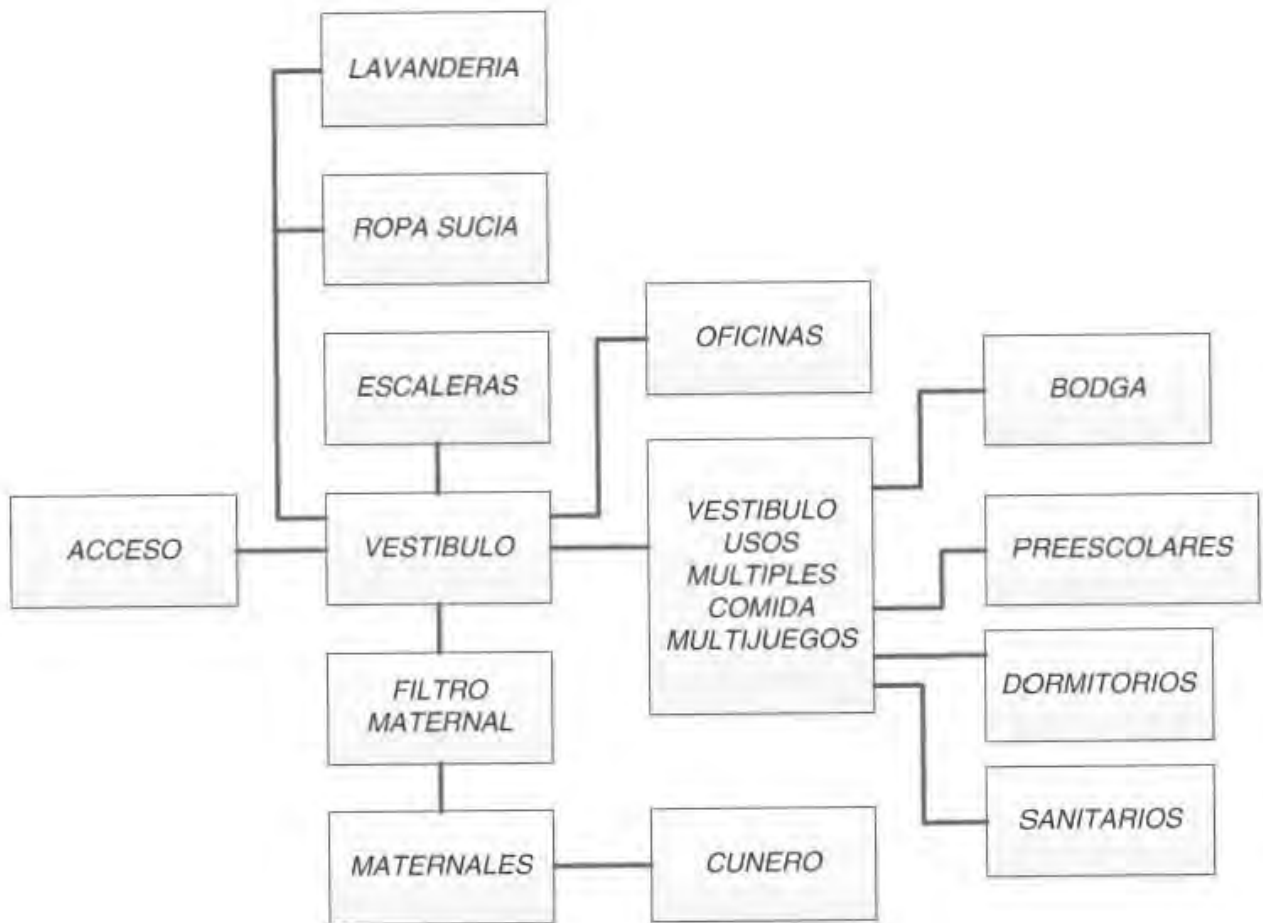 LAVANDERIA
ROPA SUCIA
ESCALERAS
OFICINAS
BODGA
ACCESO
VESTIBULO
VESTIBULO
USOS
MULTIPLES
COMIDA
MULTIJUEGOS
PREESCOLARES
FILTRO
MATERNAL
DORMITORIOS
MATERNALES
CUNERO
SANITARIOS